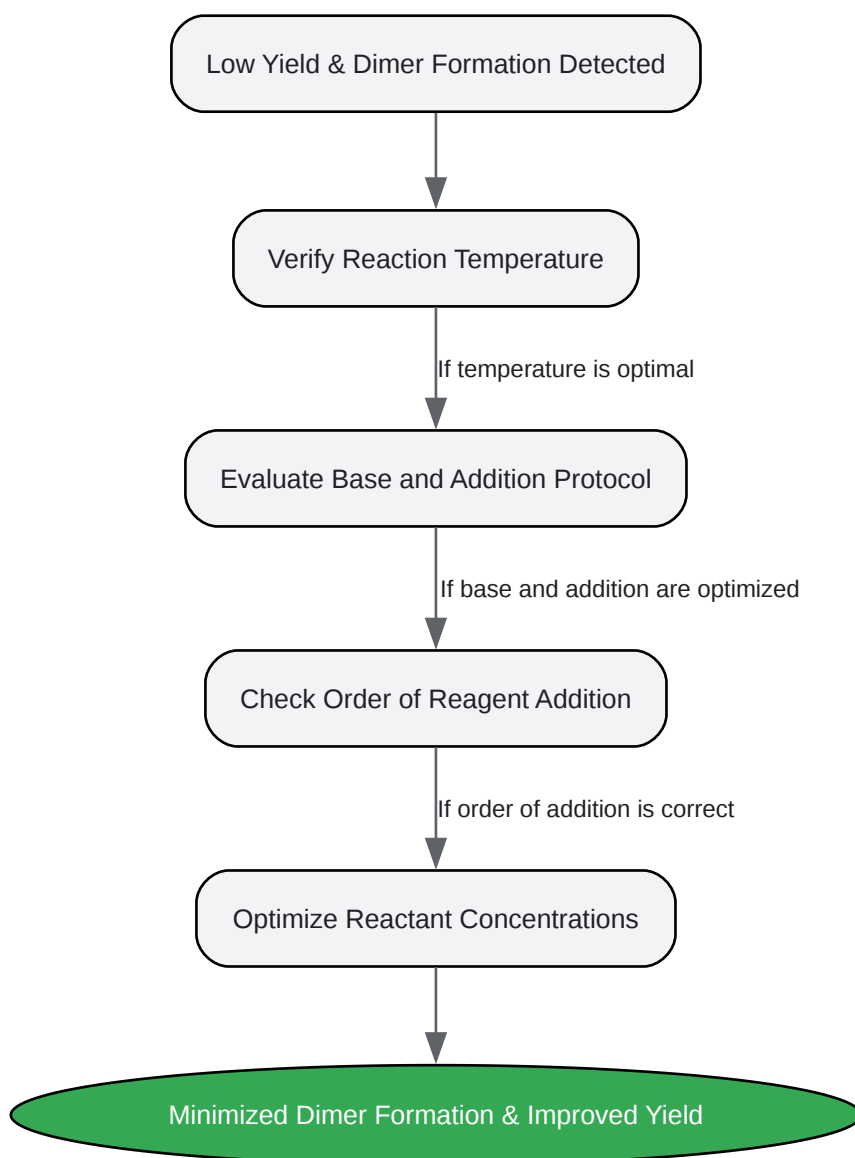 Low Yield & Dimer Formation Detected
Verify Reaction Temperature
If temperature is optimal
Evaluate Base and Addition Protocol
If base and addition are optimized
Check Order of Reagent Addition
If order of addition is correct
Optimize Reactant Concentrations
Minimized Dimer Formation & Improved Yield